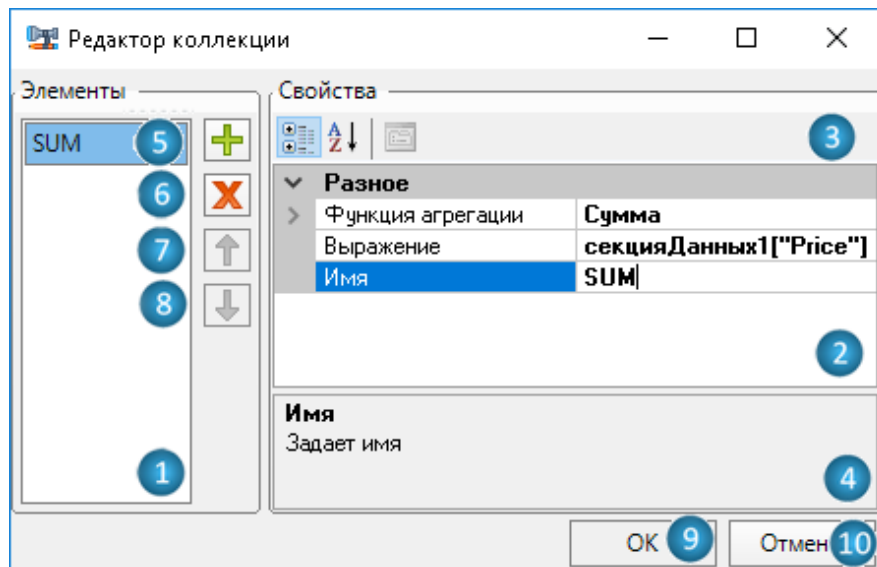 Редактор коллекции
Элементы
Свойства
SUM 5
6
7
8
1
A
Z
3
Разное
Функция агрегации Сумма
Выражение секцияДанных1["Price"]
Имя SUM
2
Имя
Задает имя
4
OK 9
Отмен 10